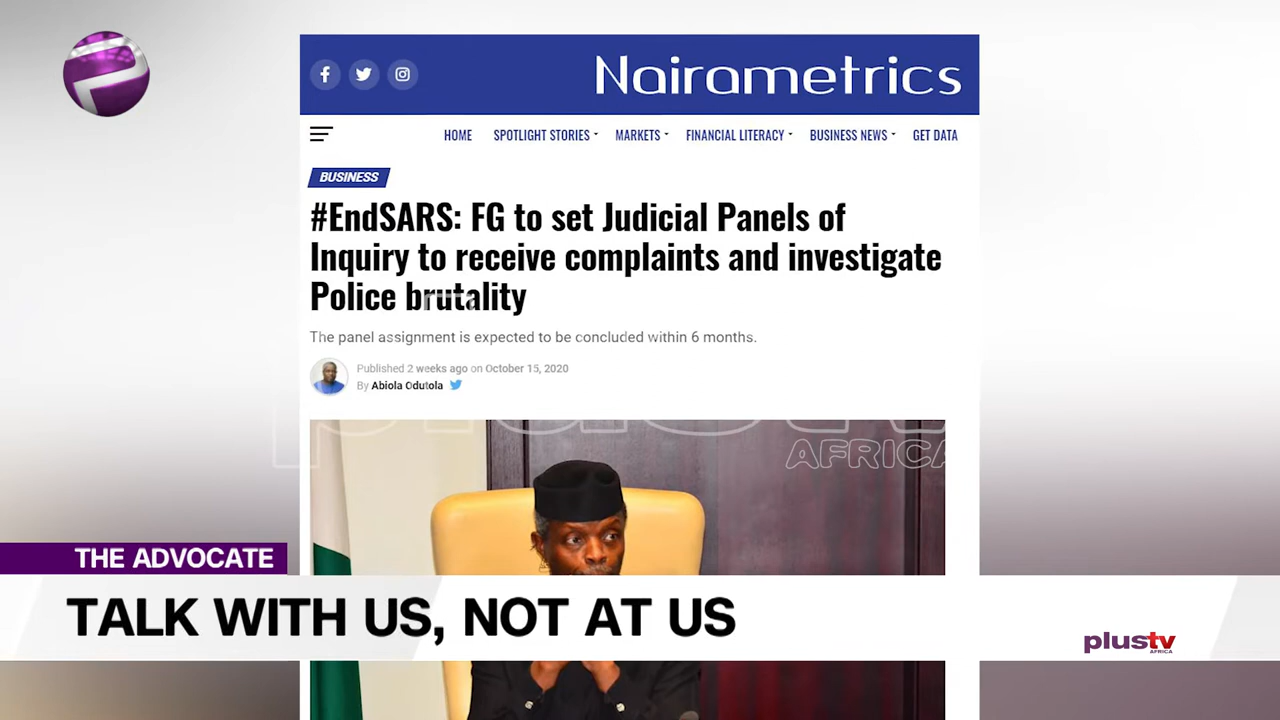 Nairametrics
HOME SPOTLIGHT STORIES MARKETS FINANCIAL LITERACY BUSINESS NEWS GET DATA
BUSINESS
#EndSARS: FG to set Judicial Panels of
Inquiry to receive complaints and investigate
Police brutality
The panel assignment is expected to be concluded within 6 months.
Published 2 weeks ago on October 15, 2020
By Abiola Odutola
AFRICA
THE ADVOCATE
TALK WITH US, NOT AT US
plustv
AFRICA